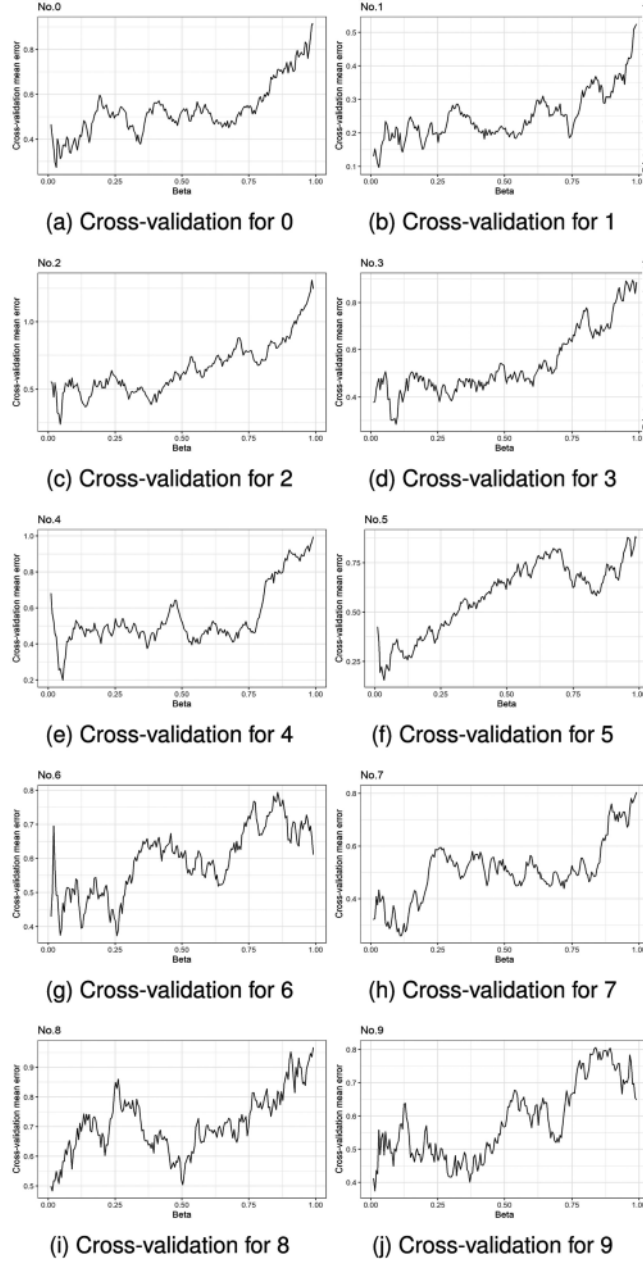 No.0
Cross-validation mean error
0.8
0.6
0.4
0.00 0.25 0.50 0.75 1.00
Beta
(a) Cross-validation for 0
No.1
Cross-validation mean error
0.5
0.4
0.3
0.2
0.1
0.00 0.25 0.50 0.75 1.00
Beta
(b) Cross-validation for 1
No.2
Cross-validation mean error
1.0
0.5
0.00 0.25 0.50 0.75 1.00
Beta
(c) Cross-validation for 2
No.3
Cross-validation mean error
0.8
0.6
0.4
0.00 0.25 0.50 0.75 1.00
Beta
(d) Cross-validation for 3
No.4
Cross-validation mean error
1.0
0.8
0.6
0.4
0.2
0.00 0.25 0.50 0.75 1.00
Beta
(e) Cross-validation for 4
No.5
Cross-validation mean error
0.75
0.50
0.25
0.00 0.25 0.50 0.75 1.00
Beta
(f) Cross-validation for 5
No.6
Cross-validation mean error
0.8
0.7
0.6
0.5
0.4
0.00 0.25 0.50 0.75 1.00
Beta
(g) Cross-validation for 6
No.7
Cross-validation mean error
0.8
0.6
0.4
0.00 0.25 0.50 0.75 1.00
Beta
(h) Cross-validation for 7
No.8
Cross-validation mean error
0.9
0.8
0.7
0.6
0.5
0.00 0.25 0.50 0.75 1.00
Beta
(i) Cross-validation for 8
No.9
Cross-validation mean error
0.8
0.7
0.6
0.5
0.4
0.00 0.25 0.50 0.75 1.00
Beta
(j) Cross-validation for 9